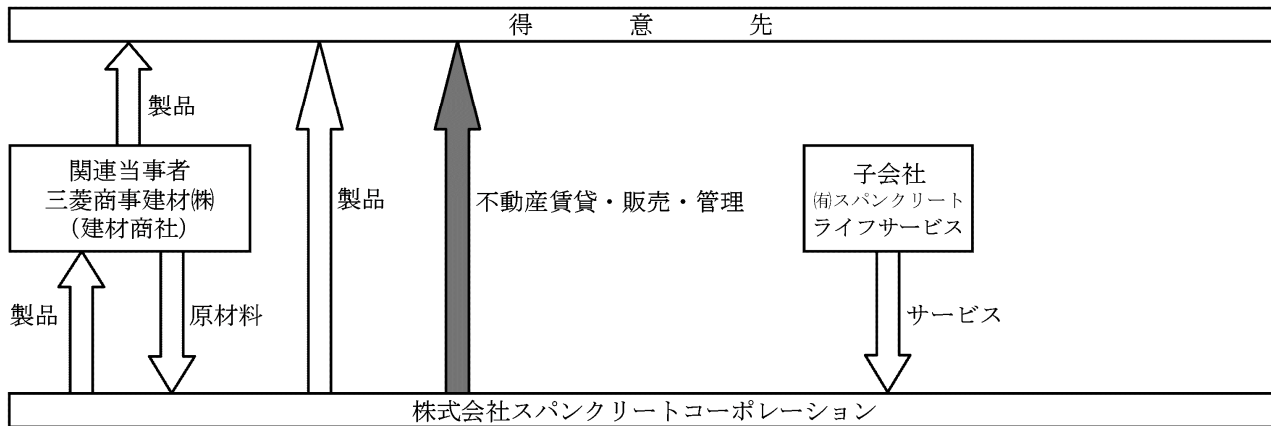 得意先
製品
関連当事者
三菱商事建材㈱
(建材商社)
製品
不動産賃貸・販売・管理
子会社
㈲スパンクリート
ライフサービス
製品
原材料
サービス
株式会社スパンクリートコーポレーション